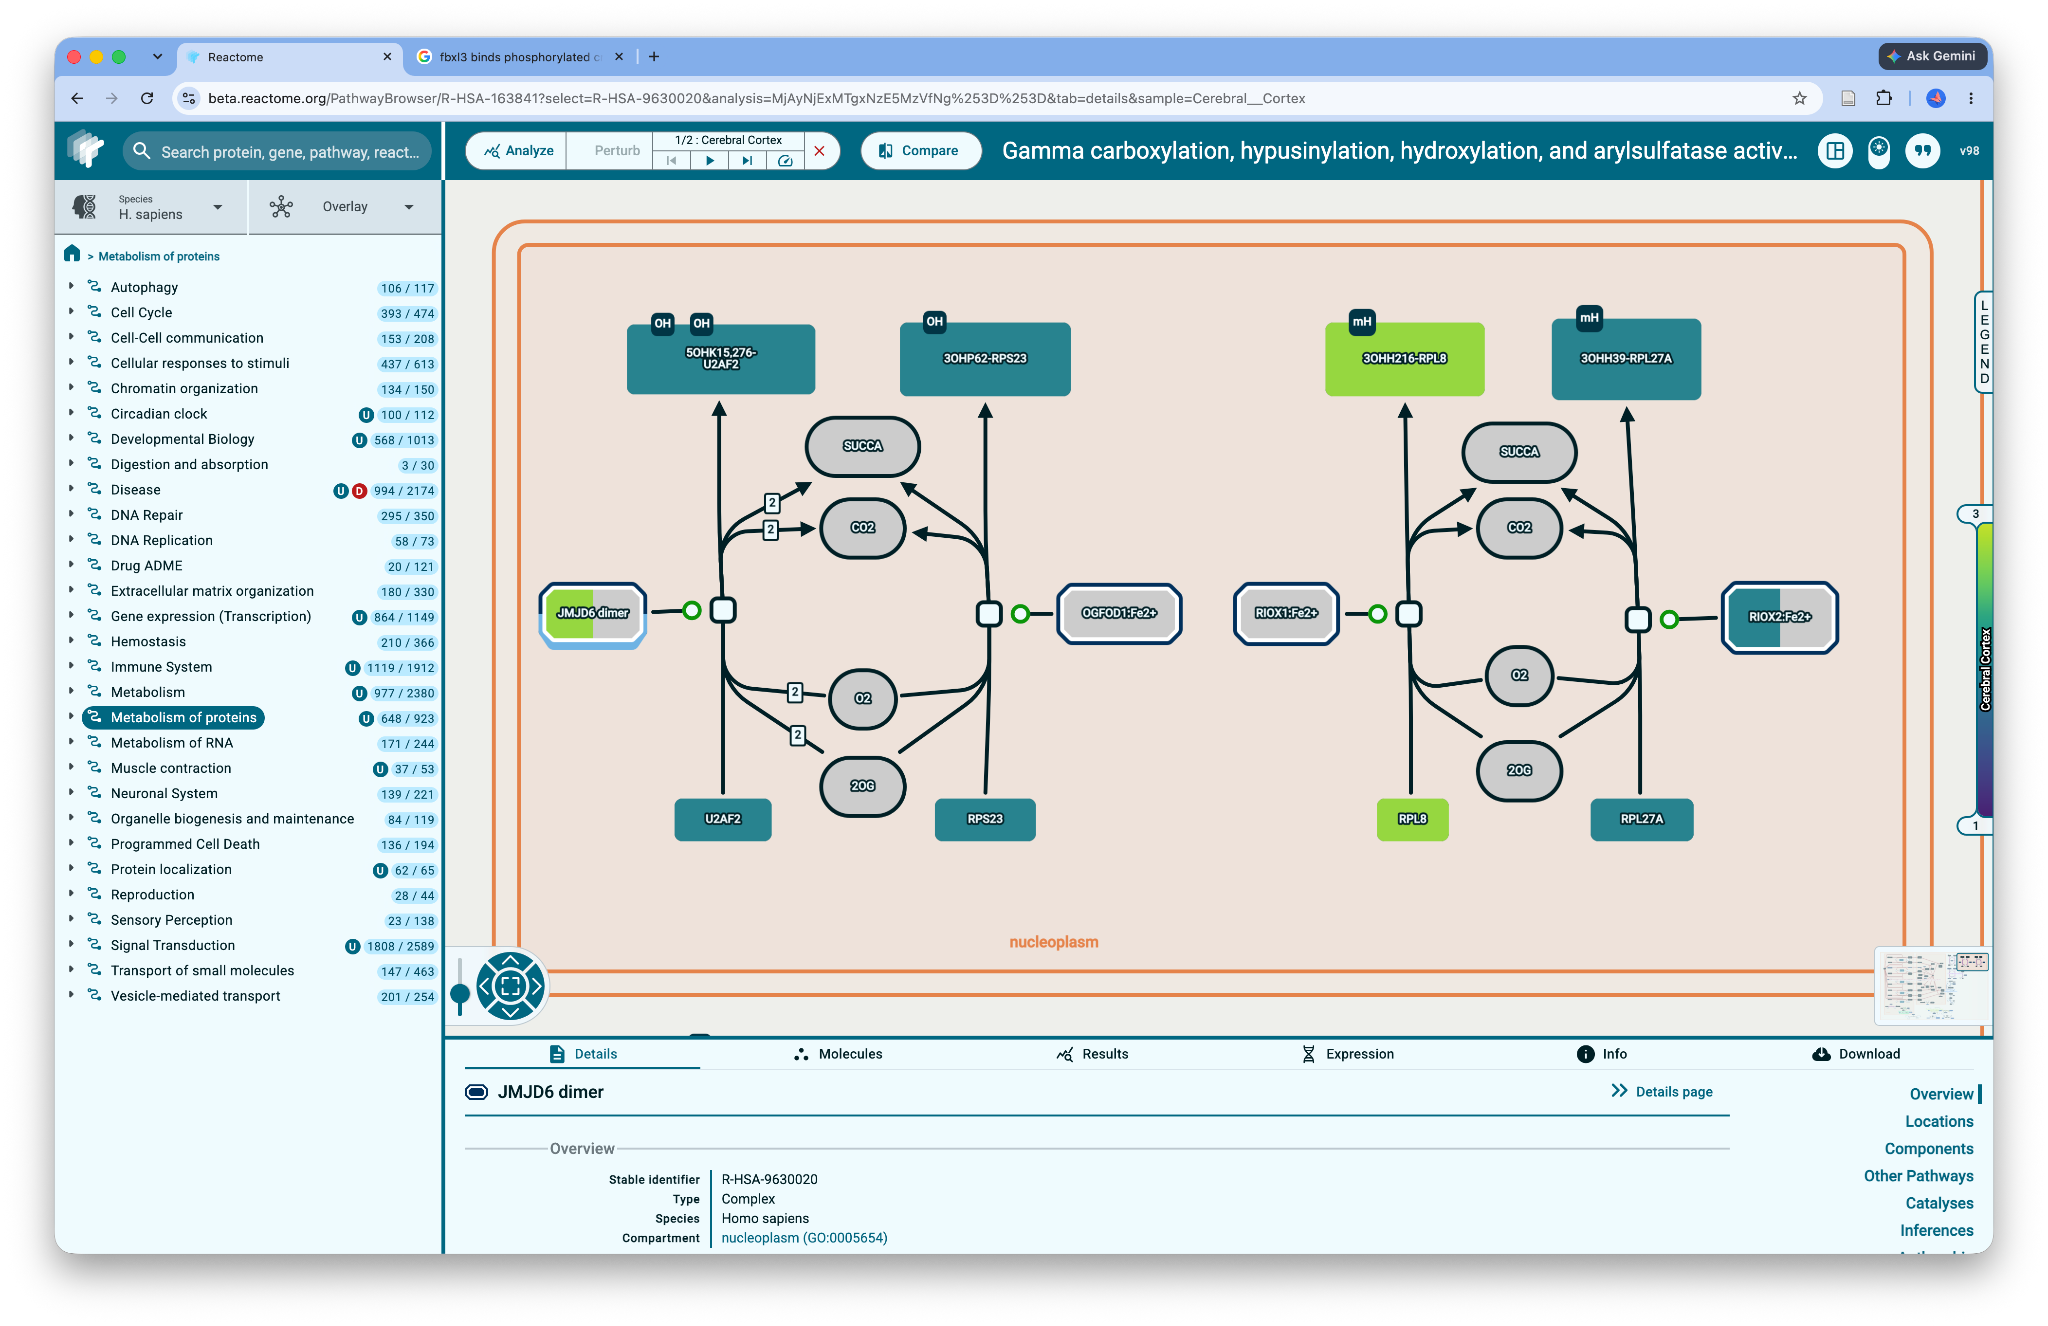 Reactome
fbxl3 binds phosphorylated c
Ask Gemini
beta.reactome.org/PathwayBrowser/R-HSA-163841?select=R-HSA-9630020&analysis=MjAyNjExMTgxNzE5MzVfNg%253D%253D&tab=details&sample=Cerebral__Cortex
Search protein, gene, pathway, react...
Analyze
Perturb
1/2 : Cerebral Cortex
Compare
Gamma carboxylation, hypusinylation, hydroxylation, and arylsulfatase activ...
v98
Species
H. sapiens
Overlay
> Metabolism of proteins
Autophagy 106 / 117
Cell Cycle 393 / 474
Cell-Cell communication 153 / 208
Cellular responses to stimuli 437 / 613
Chromatin organization 134 / 150
Circadian clock U 100 / 112
Developmental Biology U 568 / 1013
Digestion and absorption 3 / 30
Disease U D 994 / 2174
DNA Repair 295 / 350
DNA Replication 58 / 73
Drug ADME 20 / 121
Extracellular matrix organization 180 / 330
Gene expression (Transcription) U 864 / 1149
Hemostasis 210 / 366
Immune System U 1119 / 1912
Metabolism U 977 / 2380
Metabolism of proteins U 648 / 923
Metabolism of RNA 171 / 244
Muscle contraction U 37 / 53
Neuronal System 139 / 221
Organelle biogenesis and maintenance 84 / 119
Programmed Cell Death 136 / 194
Protein localization U 62 / 65
Reproduction 28 / 44
Sensory Perception 23 / 138
Signal Transduction U 1808 / 2589
Transport of small molecules 147 / 463
Vesicle-mediated transport 201 / 254
OH OH
5OHK15,276-
U2AF2
OH
3OHP62-RPS23
mH
3OHH216-RPL8
mH
3OHH39-RPL27A
SUCCA
SUCCA
2
2
CO2
CO2
JMJD6 dimer
OGFOD1:Fe2+
RIOX1:Fe2+
RIOX2:Fe2+
2
O2
O2
2
2OG
2OG
U2AF2
RPS23
RPL8
RPL27A
nucleoplasm
LEGEND
3
Cerebral Cortex
1
Details
Molecules
Results
Expression
Info
Download
JMJD6 dimer
Details page
Overview
Stable identifier R-HSA-9630020
Type Complex
Species Homo sapiens
Compartment nucleoplasm (GO:0005654)
Overview
Locations
Components
Other Pathways
Catalyses
Inferences